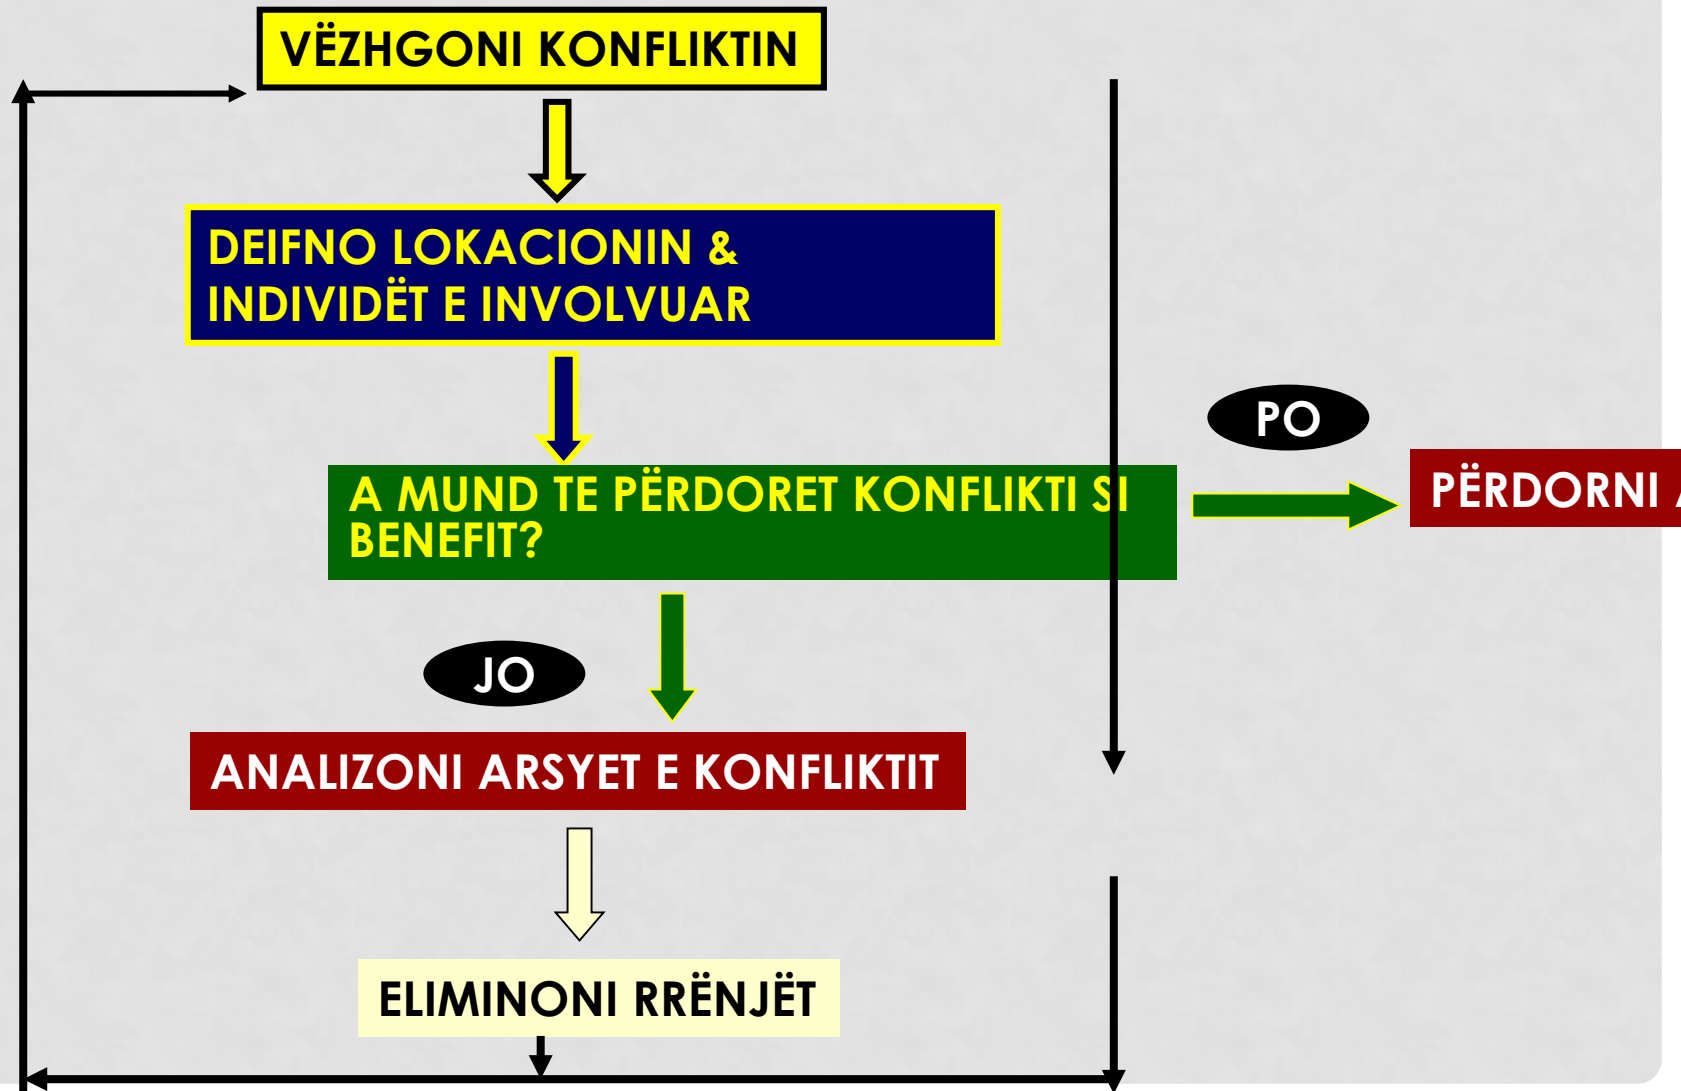 VËZHGONI KONFLIKTIN
DEIFNO LOKACIONIN &
INDIVIDËT E INVOLVUAR
PO
A MUND TE PËRDORET KONFLIKTI SI
BENEFIT?
PËRDORNI
JO
ANALIZONI ARSYET E KONFLIKTIT
ELIMINONI RRËNJËT